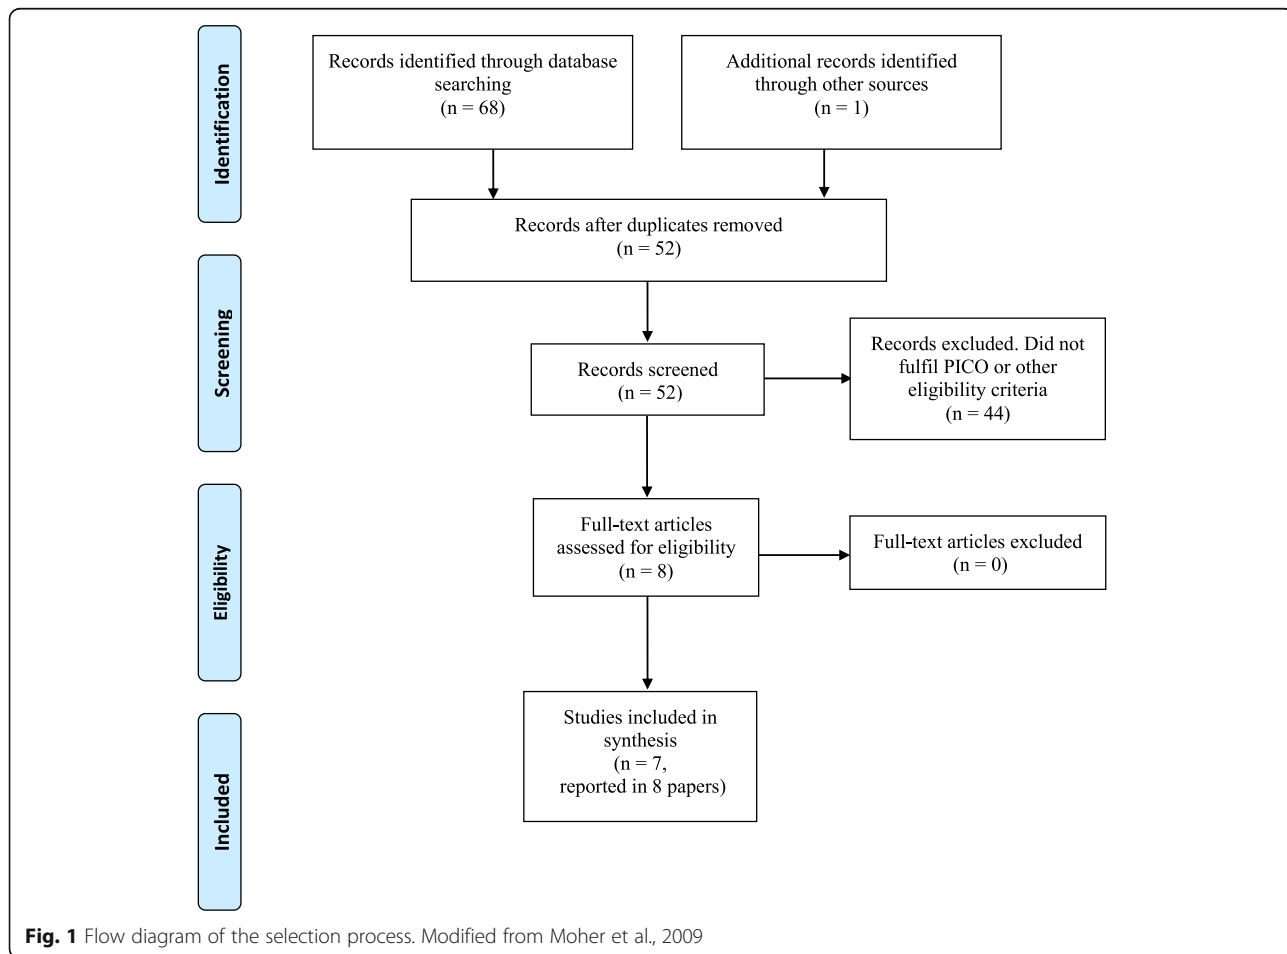 Identification
Records identified through database
searching
(n = 68)
Additional records identified
through other sources
(n = 1)
Records after duplicates removed
(n = 52)
Screening
Records screened
(n = 52)
Records excluded. Did not
fulfil PICO or other
eligibility criteria
(n = 44)
Eligibility
Full-text articles
assessed for eligibility
(n = 8)
Full-text articles excluded
(n = 0)
Included
Studies included in
synthesis
(n = 7,
reported in 8 papers)
Fig. 1 Flow diagram of the selection process. Modified from Moher et al., 2009